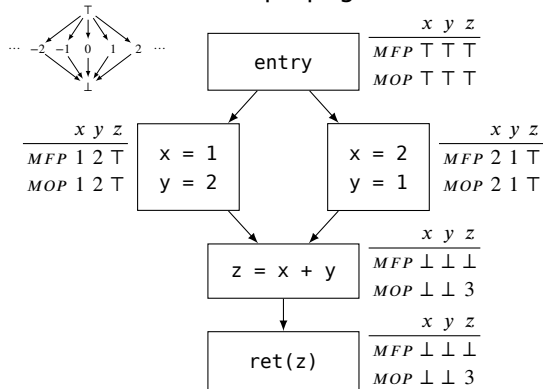 ⊤
··· −2 −1 0 1 2 ···
⊥
entry
x y z
MFP ⊤ ⊤ ⊤
MOP ⊤ ⊤ ⊤
x y z
MFP 1 2 ⊤
MOP 1 2 ⊤
x = 1
y = 2
x = 2
y = 1
x y z
MFP 2 1 ⊤
MOP 2 1 ⊤
z = x + y
x y z
MFP ⊥ ⊥ ⊥
MOP ⊥ ⊥ 3
ret(z)
x y z
MFP ⊥ ⊥ ⊥
MOP ⊥ ⊥ 3